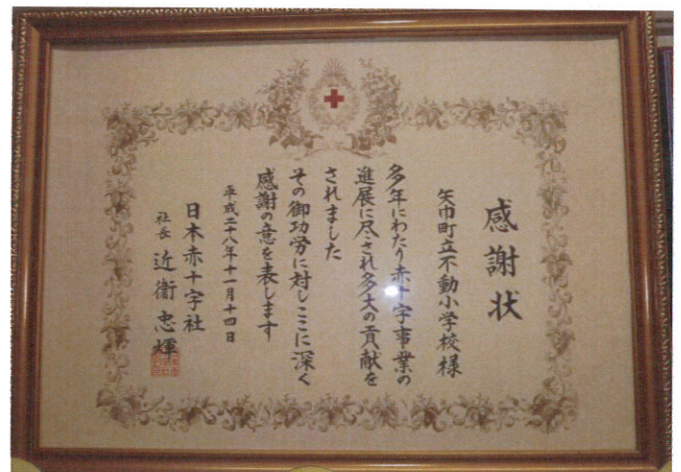 感謝状
矢巾町立不動小学校様
多年にわたり赤十字事業の
進展に尽され多大の貢献を
されました
その御功労に対しここに深く
感謝の意を表します
平成二十八年十一月十四日
日本赤十字社
社長 近衞忠煇